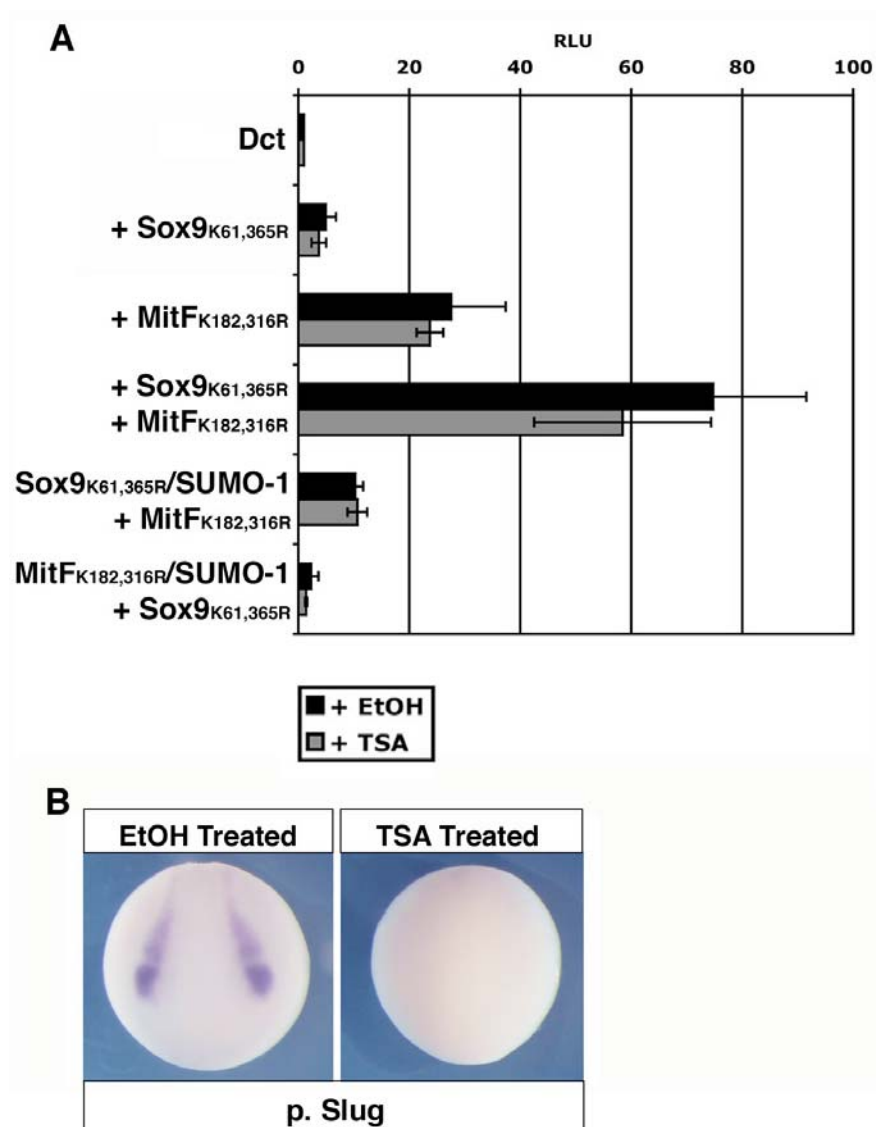 A
RLU
0 20 40 60 80 100
Dct
+ Sox9K61,365R
+ MitFK182,316R
+ Sox9K61,365R
+ MitFK182,316R
Sox9K61,365R/SUMO-1
+ MitFK182,316R
MitFK182,316R/SUMO-1
+ Sox9K61,365R
+ EtOH
+ TSA
B
EtOH Treated TSA Treated
p. Slug